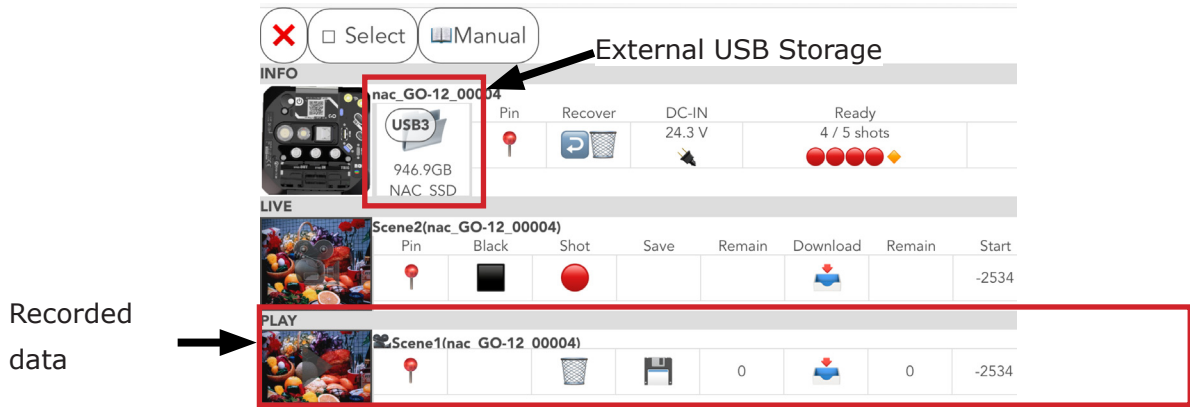 Select Manual
External USB Storage
INFO
nac_GO-12_00004
Pin Recover DC-IN Ready
USB3
24.3 V 4 / 5 shots
946.9GB
NAC_SSD
LIVE
Scene2(nac_GO-12_00004)
Pin Black Shot Save Remain Download Remain Start
-2534
Recorded
data
PLAY
Scene1(nac_GO-12_00004)
0 0 -2534